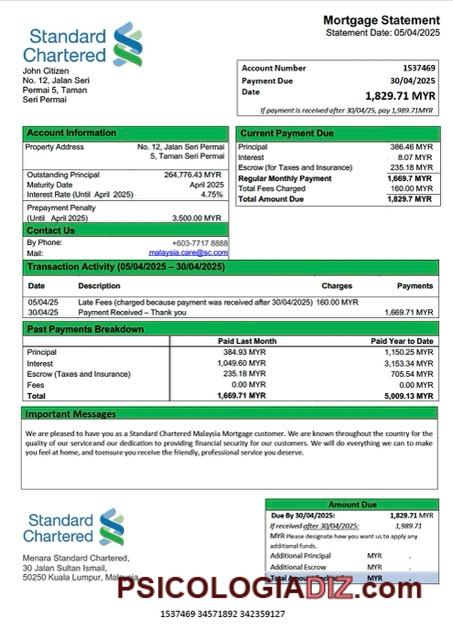 Standard
Chartered
Mortgage Statement
Statement Date: 05/04/2025
John Citizen
No. 12, Jalan Seri
Permai 5, Taman
Seri Permai
Account Number 1537469
Payment Due 30/04/2025
Date 1,829.71 MYR
If payment is received after 30/04/25, pay 1,989.71MYR
Account Information
Property Address No. 12, Jalan Seri Permai
5, Taman Seri Permai
Outstanding Principal 264,776.43 MYR
Maturity Date April 2025
Interest Rate (Until April 2025) 4.75%
Prepayment Penalty
(Until April 2025) 3,500.00 MYR
Current Payment Due
Principal 386.46 MYR
Interest 8.07 MYR
Escrow (for Taxes and Insurance) 235.18 MYR
Regular Monthly Payment 1,669.7 MYR
Total Fees Charged 160.00 MYR
Total Amount Due 1,829.7 MYR
Contact Us
By Phone: +603-7717 8888
Mail: malaysia.care@sc.com
Transaction Activity (05/04/2025 – 30/04/2025)
Date Description Charges Payments
05/04/25 Late Fees (charged because payment was received after 30/04/2025) 160.00 MYR
30/04/25 Payment Received – Thank you 1,669.71 MYR
Past Payments Breakdown
Paid Last Month Paid Year to Date
Principal 384.93 MYR 1,150.25 MYR
Interest 1,049.60 MYR 3,153.34 MYR
Escrow (Taxes and Insurance) 235.18 MYR 705.54 MYR
Fees 0.00 MYR 0.00 MYR
Total 1,669.71 MYR 5,009.13 MYR
Important Messages
We are pleased to have you as a Standard Chartered Malaysia Mortgage customer. We are known throughout the country for the
quality of our serviceand our dedication to providing financial security for our customers. We will do everything we can to make
you feel at home, and toensure you receive the friendly, professional service you deserve.
Standard
Chartered
Menara Standard Chartered,
30 Jalan Sultan Ismail,
50250 Kuala Lumpur, Malaysia
Amount Due
Due By 30/04/2025: 1,829.71 MYR
If received after 30/04/2025: 1,989.71
MYR Please designate how you want us to apply any
additional funds.
Additional Principal MYR .
Additional Escrow MYR .
Total Amount MYR .
PSICOLOGIADIZ.com
1537469 34571892 342359127